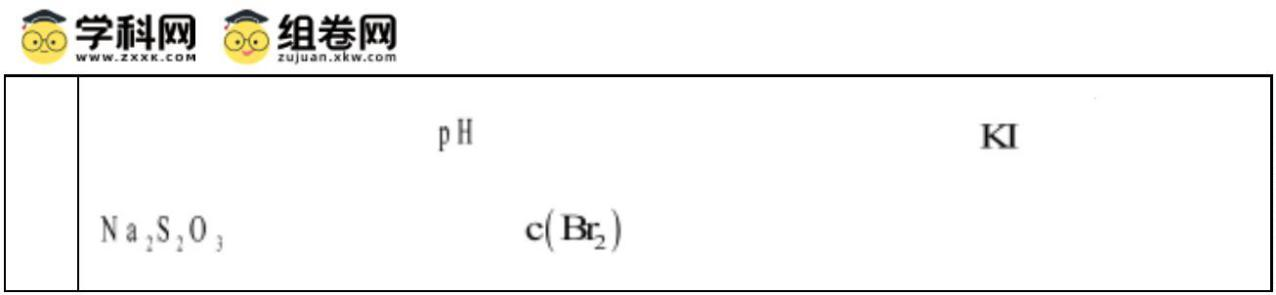 学科网 组卷网
www.zxxk.com zujuan.xkw.com
pH KI
Na₂S₂O₃ c(Br₂)